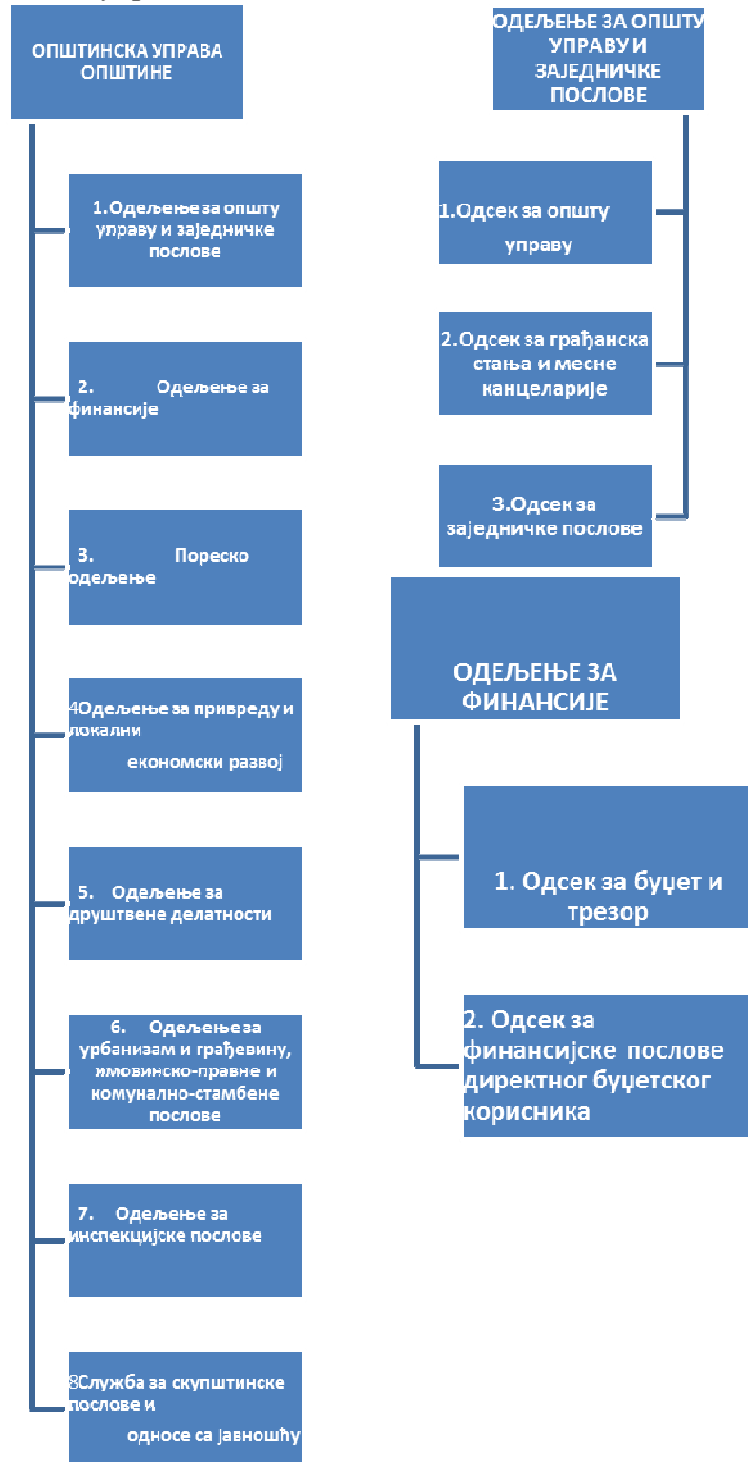 ОПШТИНСКА УПРАВА
ОПШТИНЕ
1.Одељење за општу
управу и заједничке
послове
2. Одељење за
финансије
3. Пореско
одељење
4Одељење за привреду и
локални
економски развој
5. Одељење за
друштвене делатности
6. Одељење за
урбанизам и грађевину,
имовинско-правне и
комунално-стамбене
послове
7. Одељење за
инспекцијске послове
8Служба за скупштинске
послове и
односе са јавношћу
ОДЕЉЕЊЕ ЗА ОПШТУ
УПРАВУ И
ЗАЈЕДНИЧКЕ
ПОСЛОВЕ
1.Одсек за општу
управу
2.Одсек за грађанска
стања и месне
канцеларије
3.Одсек за
заједничке послове
ОДЕЉЕЊЕ ЗА
ФИНАНСИЈЕ
1. Одсек за буџет и
трезор
2. Одсек за
финансијске послове
директног буџетског
корисника